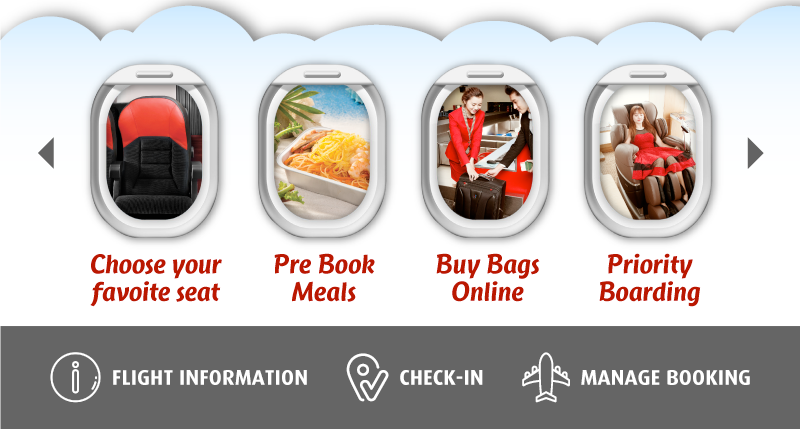 Choose your
favoite seat
Pre Book
Meals
Buy Bags
Online
Priority
Boarding
FLIGHT INFORMATION
CHECK-IN
MANAGE BOOKING